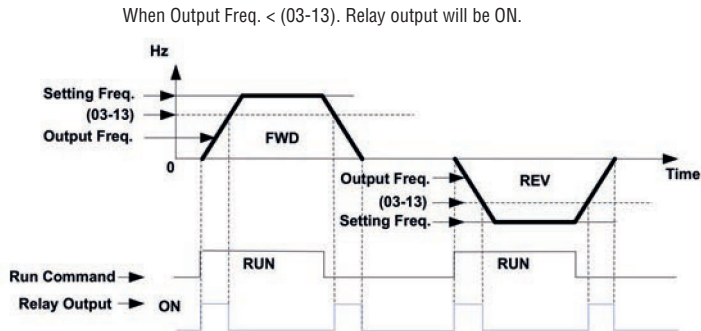 When Output Freq. < (03-13). Relay output will be ON.
Hz
Setting Freq.
(03-13)
Output Freq.
FWD
0
Time
Output Freq.
REV
(03-13)
Setting Freq.
RUN
RUN
Run Command
Relay Output
ON